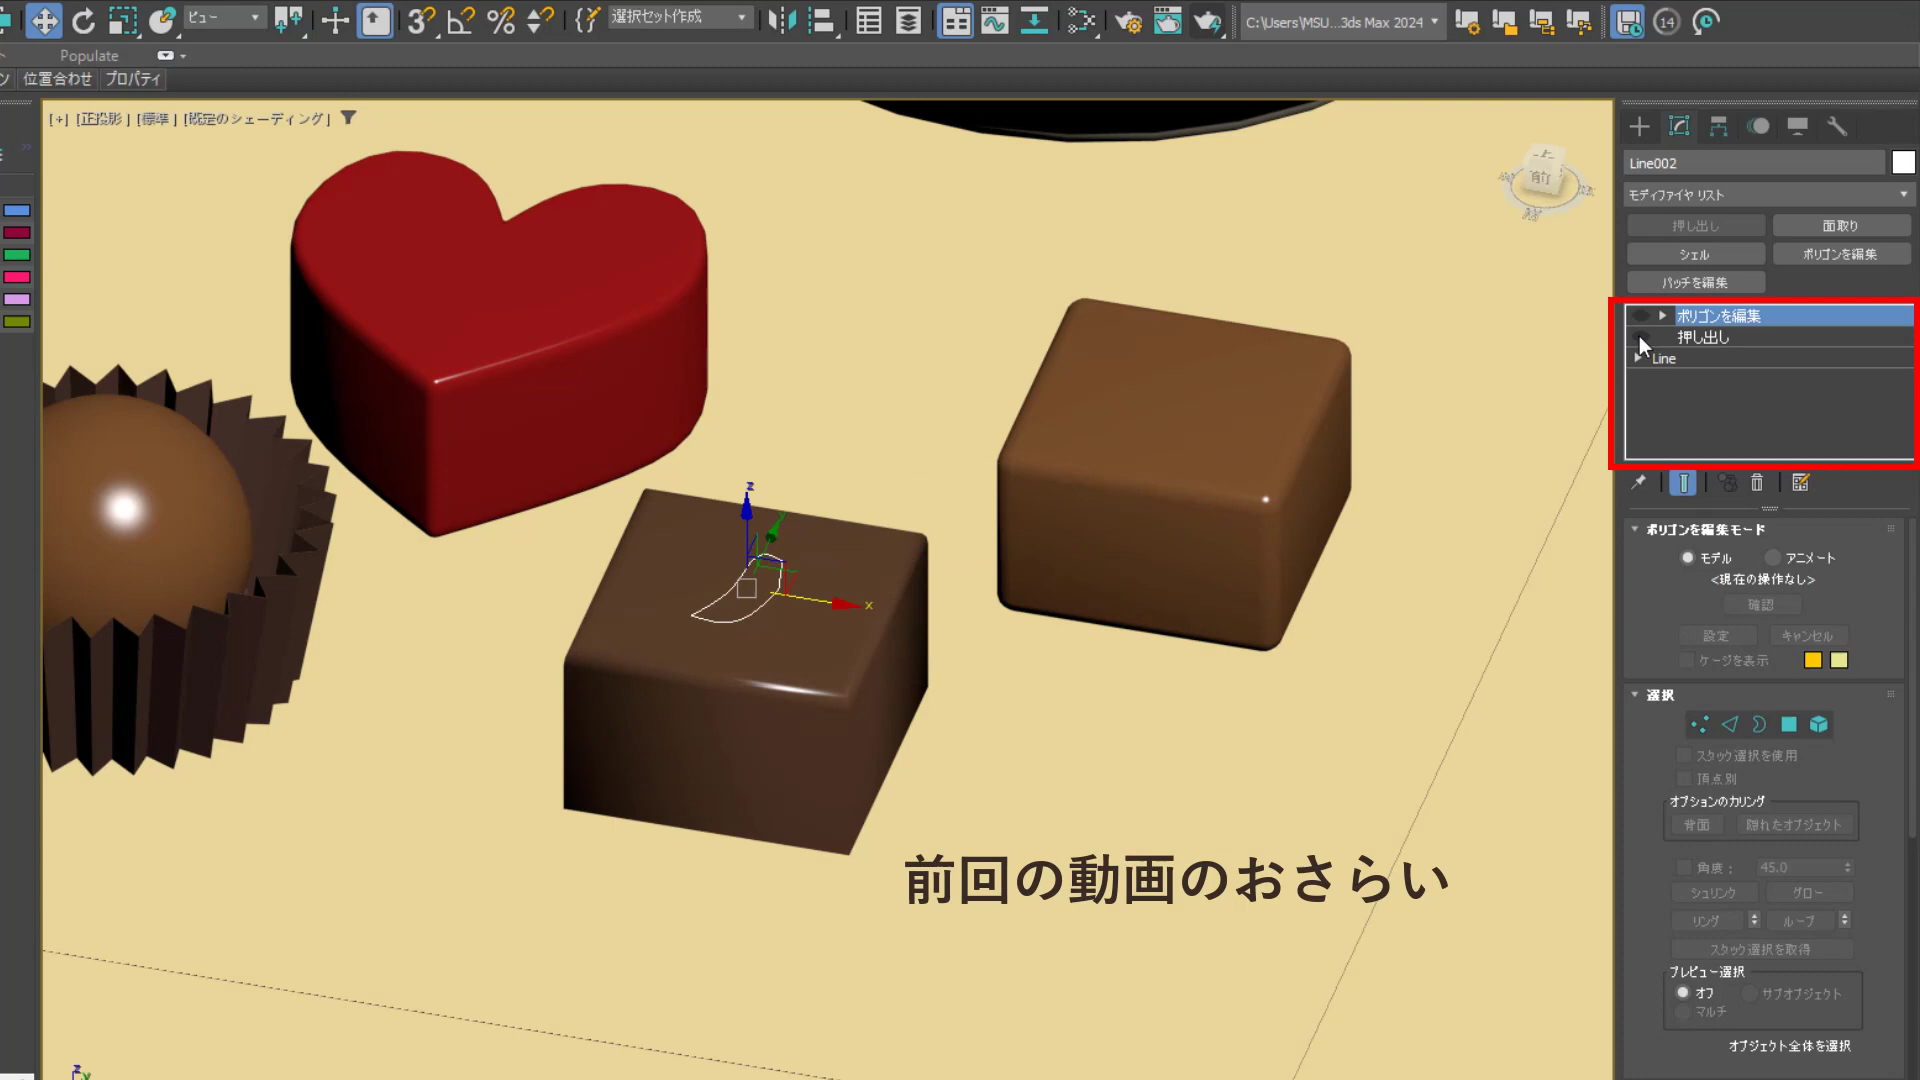 ビュー
選択セット作成
C:\Users\MSU...3ds Max 2024
14
Populate
位置合わせ
プロパティ
[+] [正投影] [標準] [既定のシェーディング]
上
前
Line002
モディファイヤ リスト
押し出し
面取り
シェル
ポリゴンを編集
パッチを編集
ポリゴンを編集
押し出し
Line
z
y
x
ポリゴンを編集モード
モデル
アニメート
<現在の操作なし>
確認
設定
キャンセル
ケージを表示
選択
スタック選択を使用
頂点別
オプションのカリング
背面
隠れたオブジェクト
角度:
45.0
シュリンク
グロー
リング
ループ
スタック選択を取得
プレビュー選択
オフ
サブオブジェクト
マルチ
オブジェクト全体を選択
前回の動画のおさらい
z
y